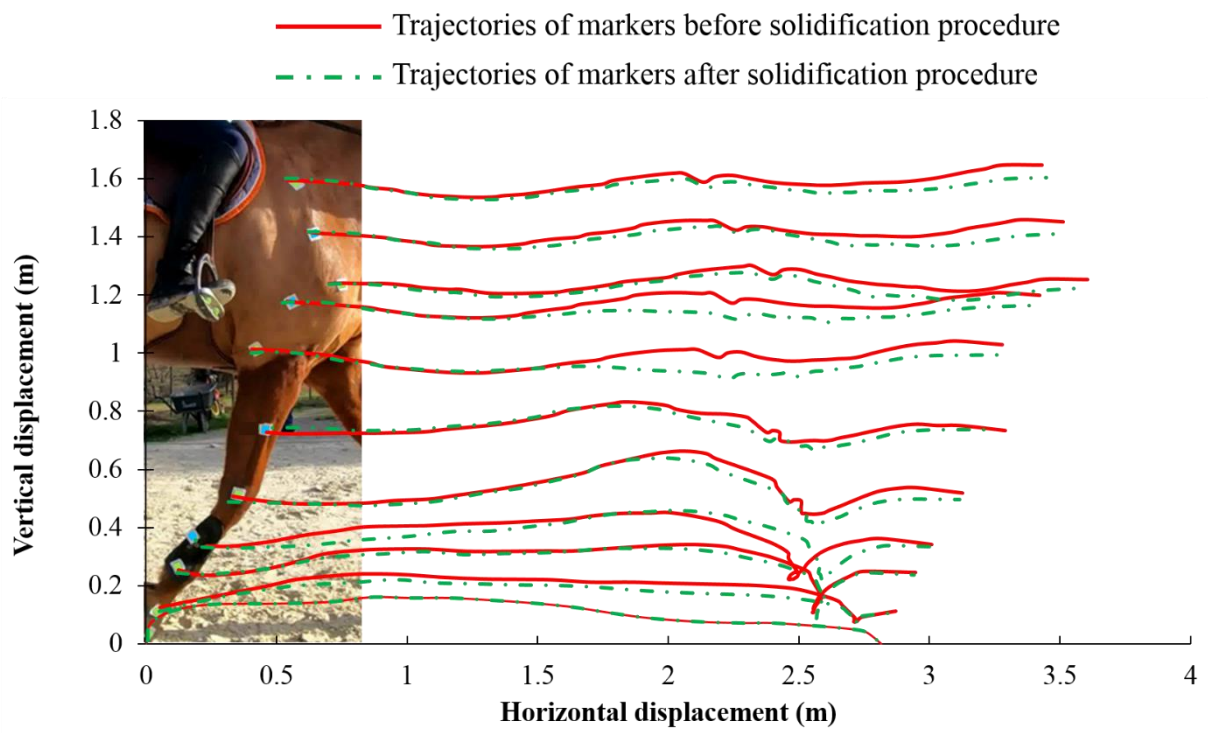 Trajectories of markers before solidification procedure
Trajectories of markers after solidification procedure
1.8
1.6
1.4
1.2
1
0.8
0.6
0.4
0.2
0
Vertical displacement (m)
0 0.5 1 1.5 2 2.5 3 3.5 4
Horizontal displacement (m)